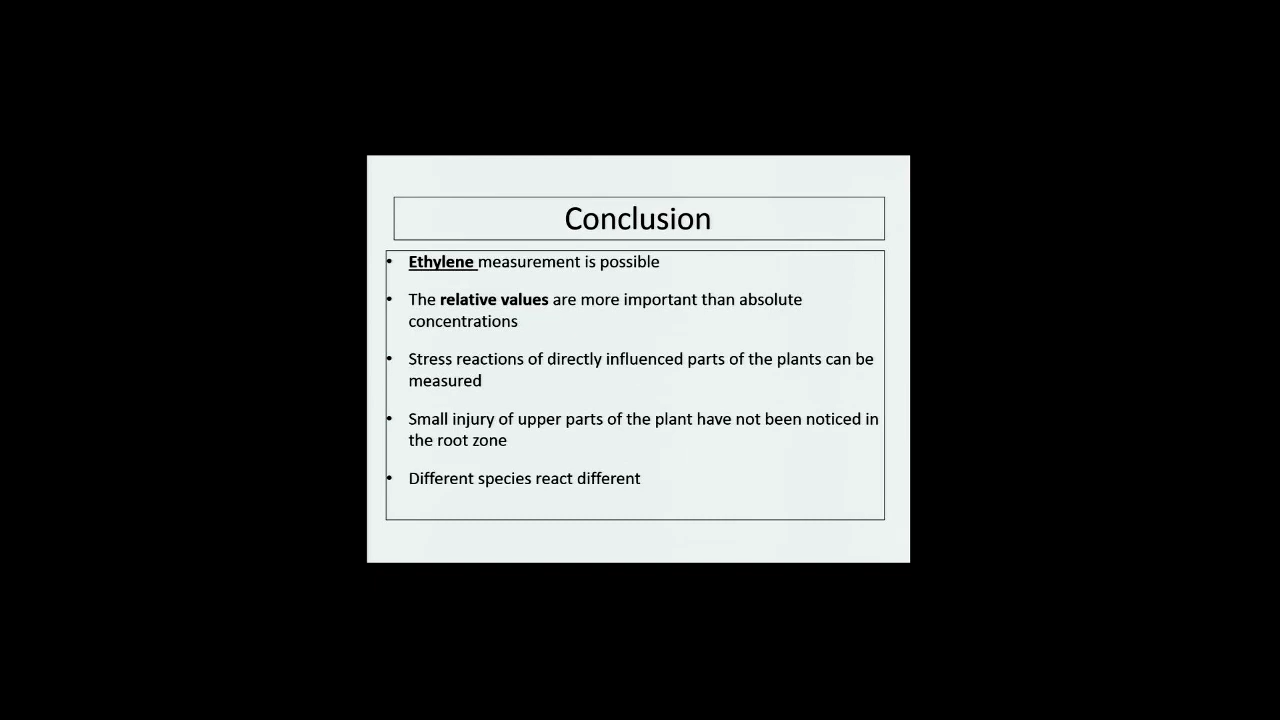 Conclusion
• Ethylene measurement is possible
• The relative values are more important than absolute
concentrations
• Stress reactions of directly influenced parts of the plants can be
measured
• Small injury of upper parts of the plant have not been noticed in
the root zone
• Different species react different